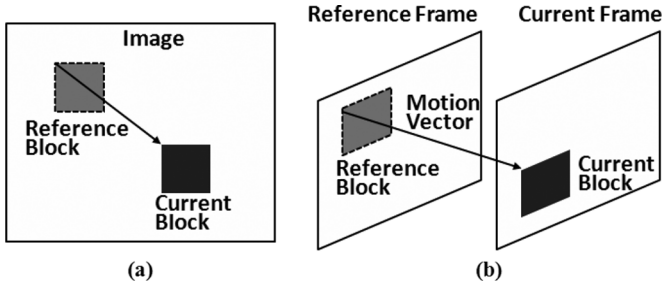 Image
Reference
Block
Current
Block
(a)
Reference Frame
Current Frame
Motion
Vector
Reference
Block
Current
Block
(b)